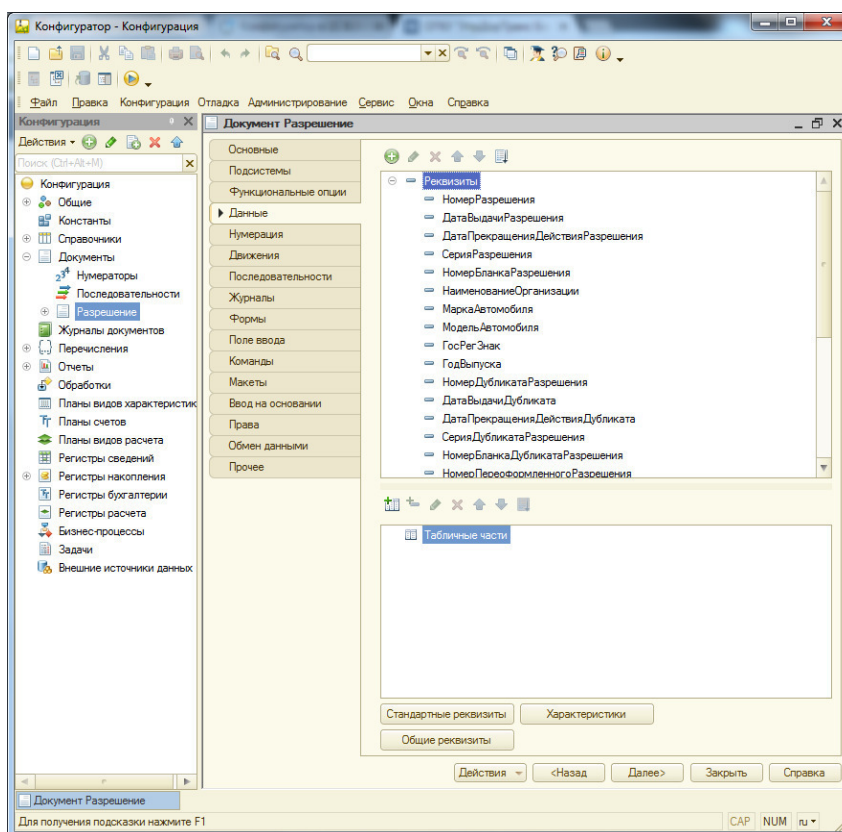 Конфигуратор - Конфигурация
Файл Правка Конфигурация Отладка Администрирование Сервис Окна Справка
Конфигурация
Действия
Поиск (Ctrl+Alt+M)
Конфигурация
Общие
Константы
Справочники
Документы
Нумераторы
Последовательности
Разрешение
Журналы документов
Перечисления
Отчеты
Обработки
Планы видов характеристик
Планы счетов
Планы видов расчета
Регистры сведений
Регистры накопления
Регистры бухгалтерии
Регистры расчета
Бизнес-процессы
Задачи
Внешние источники данных
Документ Разрешение
Основные
Подсистемы
Функциональные опции
Данные
Нумерация
Движения
Последовательности
Журналы
Формы
Поле ввода
Команды
Макеты
Ввод на основании
Права
Обмен данными
Прочее
Реквизиты
НомерРазрешения
ДатаВыдачиРазрешения
ДатаПрекращенияДействияРазрешения
СерияРазрешения
НомерБланкаРазрешения
НаименованиеОрганизации
МаркаАвтомобиля
МодельАвтомобиля
ГосРегЗнак
ГодВыпуска
НомерДубликатаРазрешения
ДатаВыдачиДубликата
ДатаПрекращенияДействияДубликата
СерияДубликатаРазрешения
НомерБланкаДубликатаРазрешения
НомерПереоформленногоРазрешения
Табличные части
Стандартные реквизиты Характеристики
Общие реквизиты
Действия <Назад Далее> Закрыть Справка
Документ Разрешение
Для получения подсказки нажмите F1 CAP NUM ru